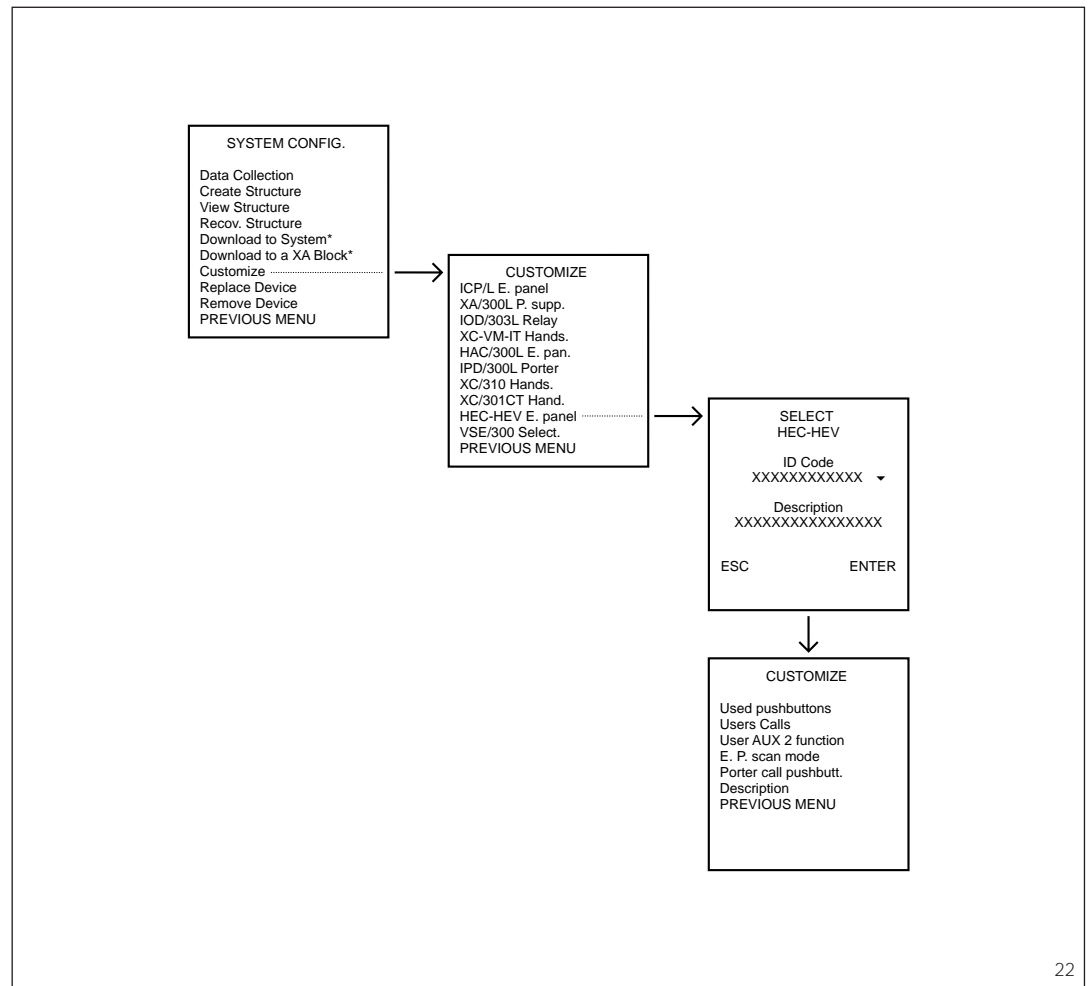 SYSTEM CONFIG.
Data Collection
Create Structure
View Structure
Recov. Structure
Download to System*
Download to a XA Block*
Customize
Replace Device
Remove Device
PREVIOUS MENU
CUSTOMIZE
ICP/L E. panel
XA/300L P. supp.
IOD/303L Relay
XC-VM-IT Hands.
HAC/300L E. pan.
IPD/300L Porter
XC/310 Hands.
XC/301CT Hand.
HEC-HEV E. panel
VSE/300 Select.
PREVIOUS MENU
SELECT
HEC-HEV
ID Code
XXXXXXXXXXXX
Description
XXXXXXXXXXXXXXXX
ESC ENTER
CUSTOMIZE
Used pushbuttons
Users Calls
User AUX 2 function
E. P. scan mode
Porter call pushbutt.
Description
PREVIOUS MENU
22